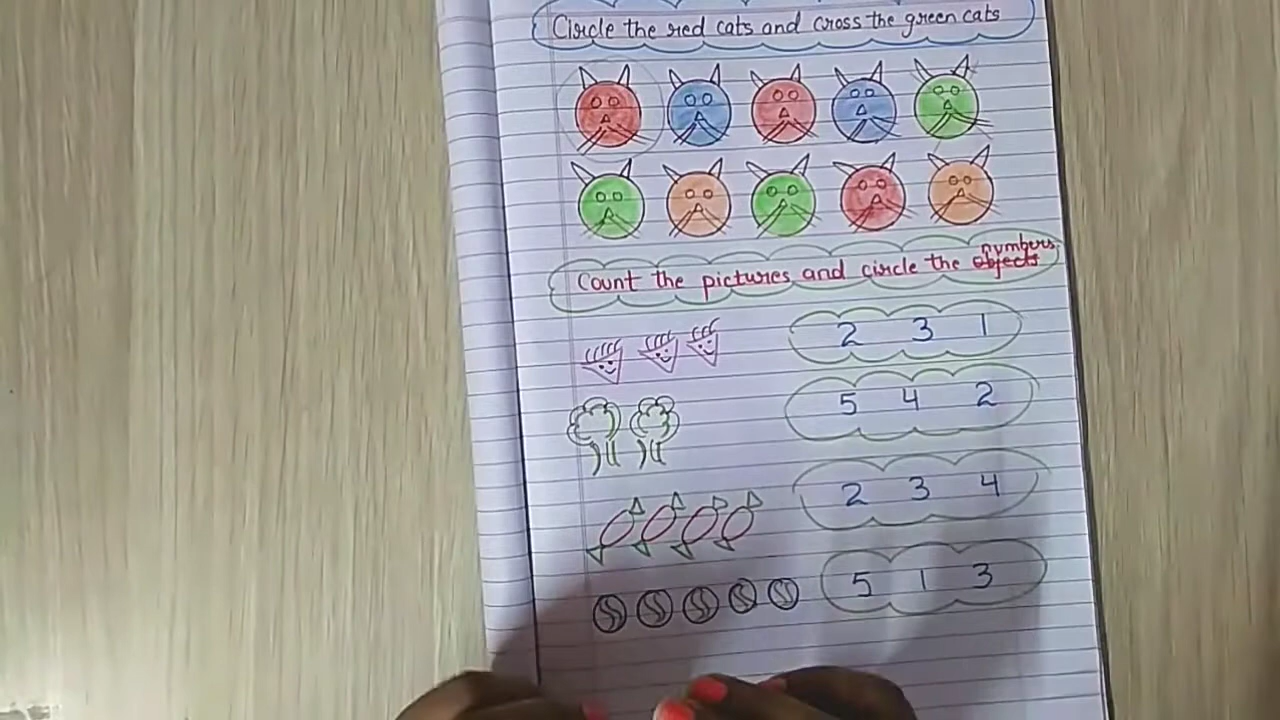 Circle the red cats and cross the green cats
Count the pictures and circle the objects numbers
2 3 1
5 4 2
2 3 4
5 1 3